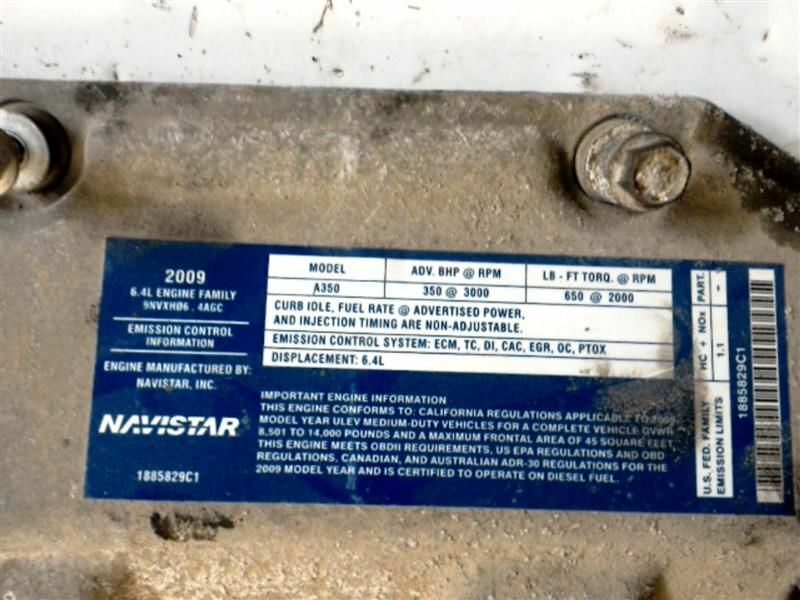 2009
6.4L ENGINE FAMILY
9NVXH06.4AGC
EMISSION CONTROL
INFORMATION
ENGINE MANUFACTURED BY:
NAVISTAR, INC.
NAVISTAR
1885829C1
MODEL ADV. BHP @ RPM LB - FT TORQ. @ RPM
A350 350 @ 3000 650 @ 2000
CURB IDLE, FUEL RATE @ ADVERTISED POWER,
AND INJECTION TIMING ARE NON-ADJUSTABLE.
EMISSION CONTROL SYSTEM: ECM, TC, DI, CAC, EGR, OC, PTOX
DISPLACEMENT: 6.4L
IMPORTANT ENGINE INFORMATION
THIS ENGINE CONFORMS TO: CALIFORNIA REGULATIONS APPLICABLE TO 2009
MODEL YEAR ULEV MEDIUM-DUTY VEHICLES FOR A COMPLETE VEHICLE GVWR
8,501 TO 14,000 POUNDS AND A MAXIMUM FRONTAL AREA OF 45 SQUARE FEET
THIS ENGINE MEETS OBDII REQUIREMENTS, US EPA REGULATIONS AND OBD
REGULATIONS, CANADIAN, AND AUSTRALIAN ADR-30 REGULATIONS FOR THE
2009 MODEL YEAR AND IS CERTIFIED TO OPERATE ON DIESEL FUEL.
U.S. FED. FAMILY HC + NOx PART.
EMISSION LIMITS 1.1 -
1885829C1